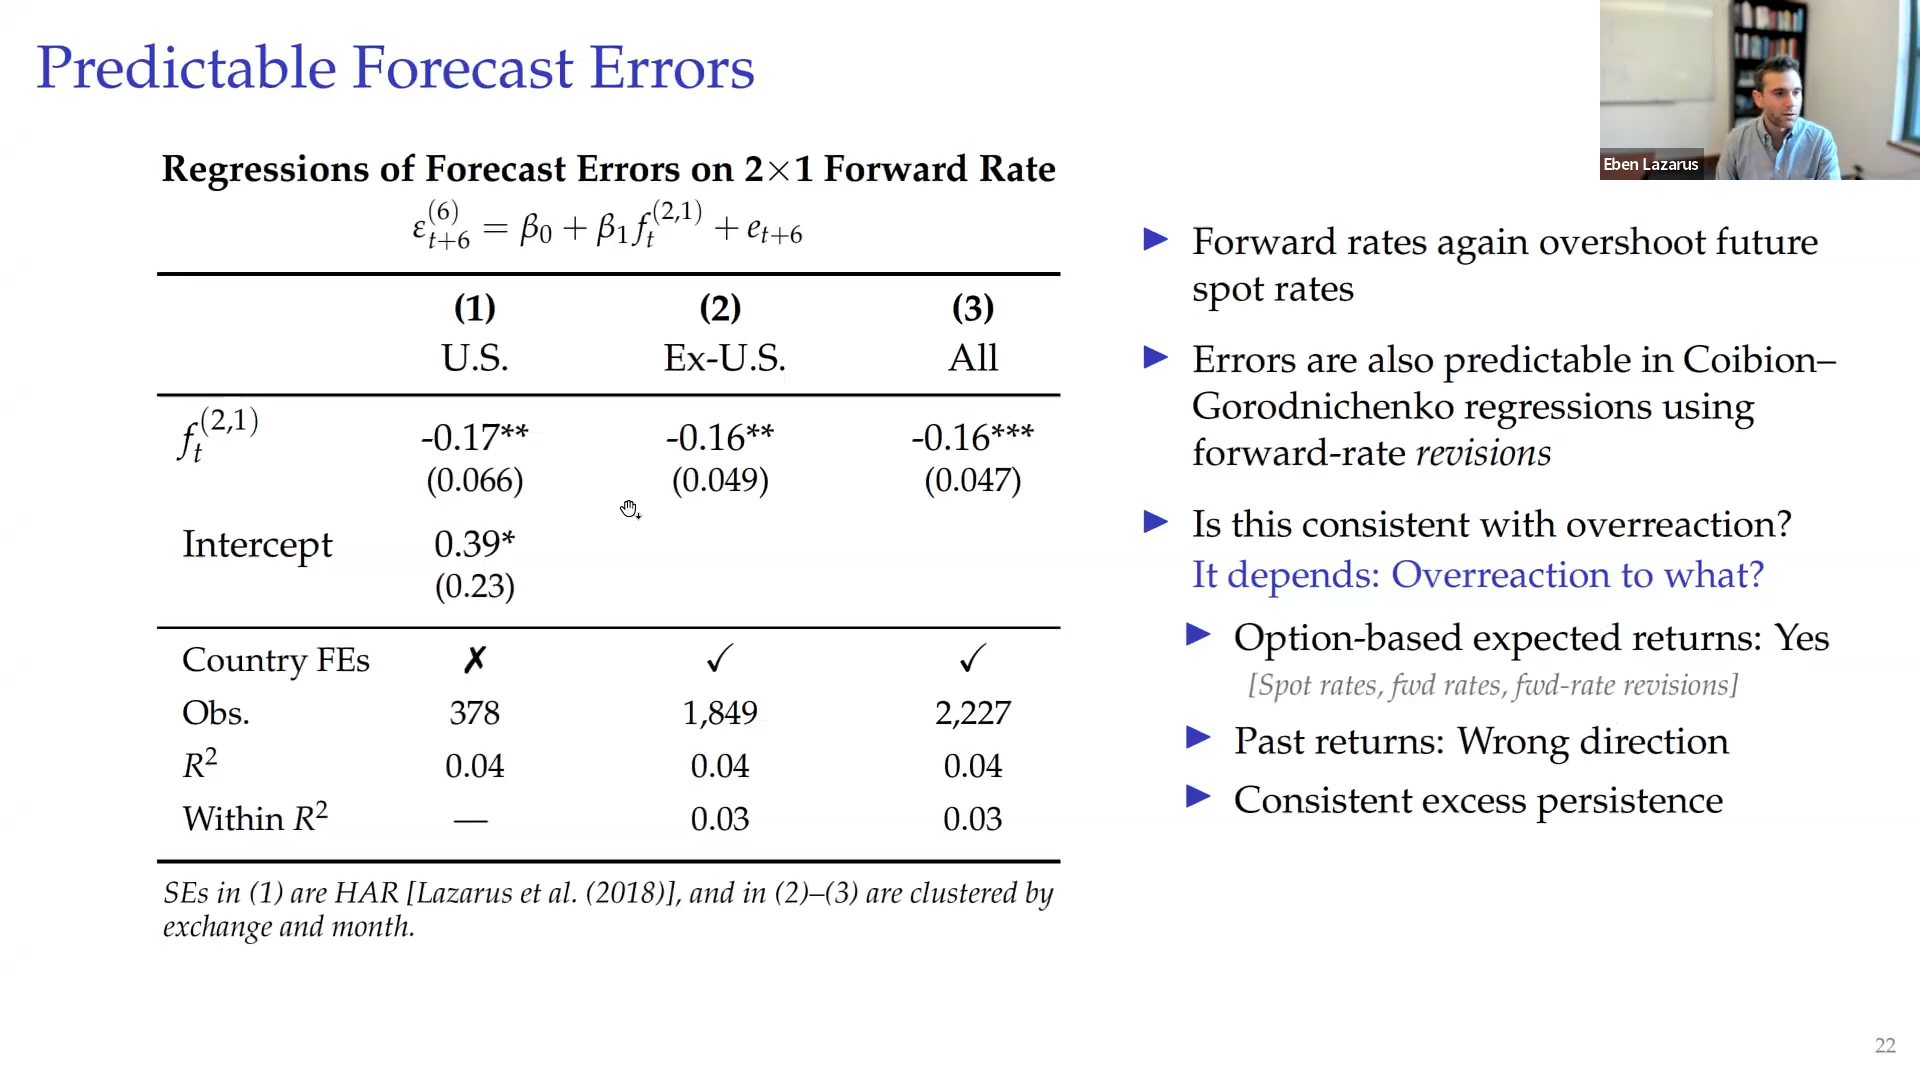 Predictable Forecast Errors
Eben Lazarus
Regressions of Forecast Errors on 2×1 Forward Rate
ε_{t+6}^{(6)} = β_0 + β_1 f_t^{(2,1)} + e_{t+6}
(1) (2) (3)
U.S. Ex-U.S. All
f_t^{(2,1)} -0.17** -0.16** -0.16***
(0.066) (0.049) (0.047)
Intercept 0.39*
(0.23)
Country FEs ✗ ✓ ✓
Obs. 378 1,849 2,227
R² 0.04 0.04 0.04
Within R² — 0.03 0.03
SEs in (1) are HAR [Lazarus et al. (2018)], and in (2)–(3) are clustered by
exchange and month.
▶ Forward rates again overshoot future
spot rates
▶ Errors are also predictable in Coibion–
Gorodnichenko regressions using
forward-rate revisions
▶ Is this consistent with overreaction?
It depends: Overreaction to what?
▶ Option-based expected returns: Yes
[Spot rates, fwd rates, fwd-rate revisions]
▶ Past returns: Wrong direction
▶ Consistent excess persistence
22